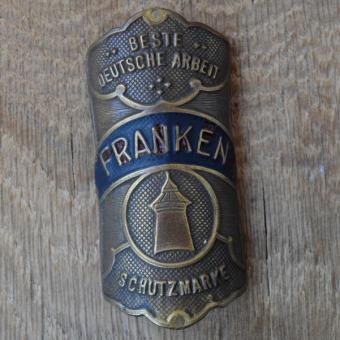 BESTE
DEUTSCHE ARBEIT
FRANKEN
SCHUTZMARKE